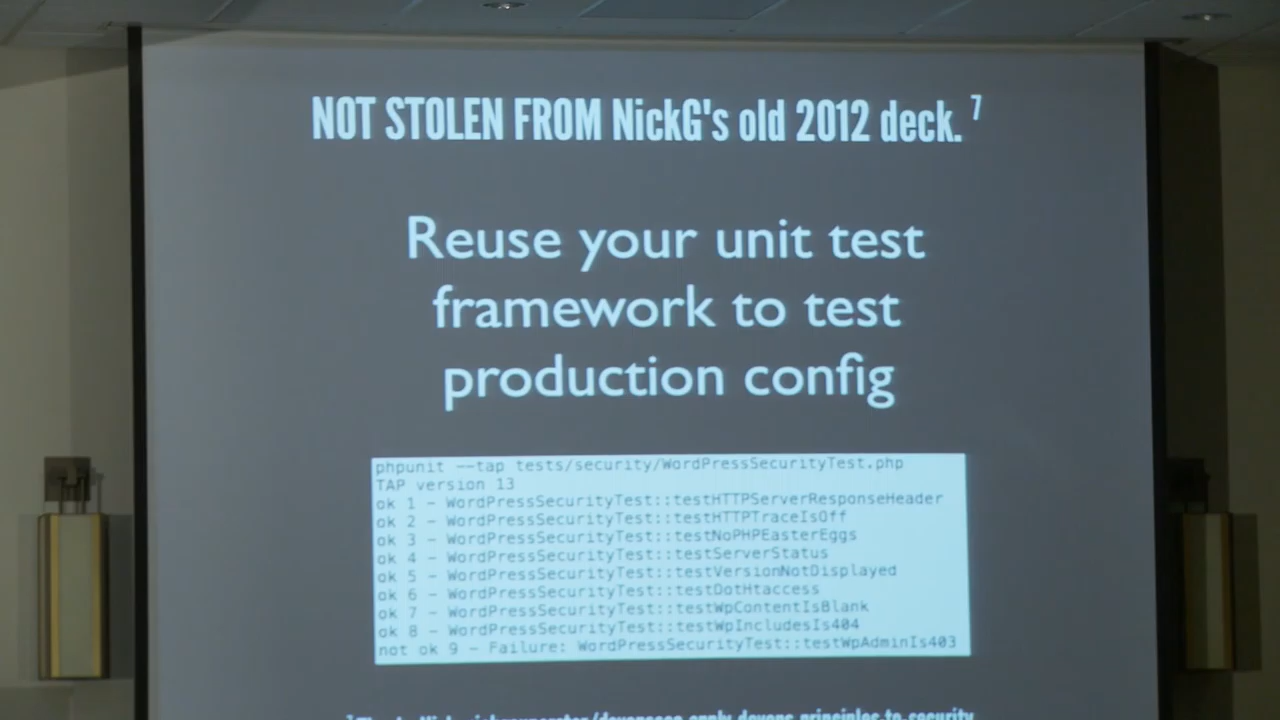 NOT STOLEN FROM NickG's old 2012 deck. 7
Reuse your unit test
framework to test
production config
phpunit --tap tests/security/WordPressSecurityTest.php
TAP version 13
ok 1 - WordPressSecurityTest::testHTTPServerResponseHeader
ok 2 - WordPressSecurityTest::testHTTPTraceIsOff
ok 3 - WordPressSecurityTest::testNoPHPEasterEggs
ok 4 - WordPressSecurityTest::testServerStatus
ok 5 - WordPressSecurityTest::testVersionNotDisplayed
ok 6 - WordPressSecurityTest::testDotHtaccess
ok 7 - WordPressSecurityTest::testWpContentIsBlank
ok 8 - WordPressSecurityTest::testWpIncludesIs404
not ok 9 - Failure: WordPressSecurityTest::testWpAdminIs403